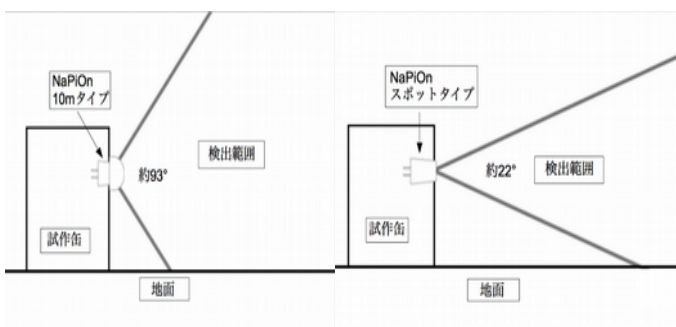 NaPiOn
10mタイプ
検出範囲
約93°
試作缶
地面
NaPiOn
スポットタイプ
約22°
検出範囲
試作缶
地面